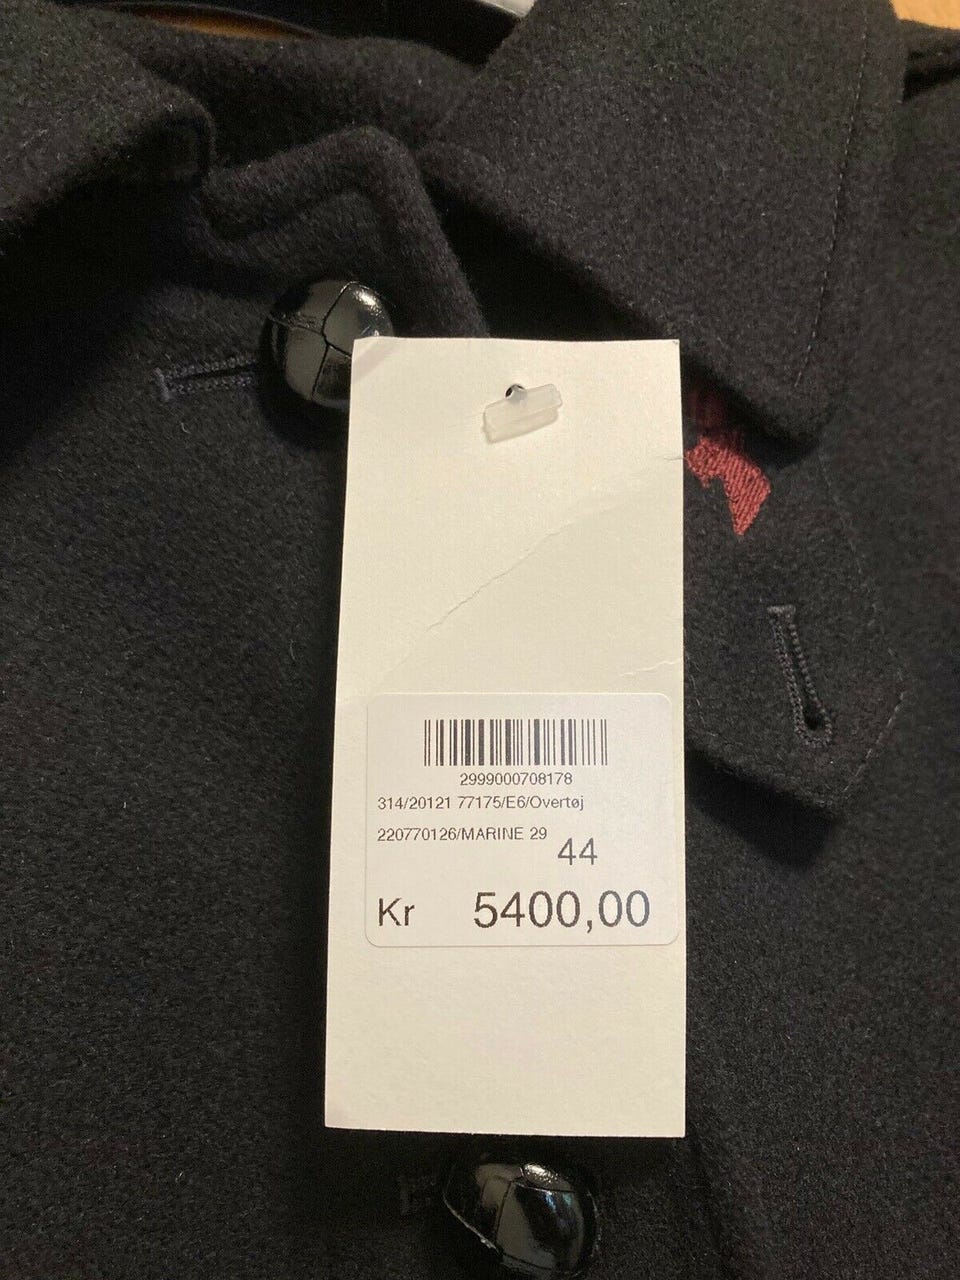 2999000708178
314/20121 77175/E6/Overtøj
220770126/MARINE 29
44
Kr 5400,00